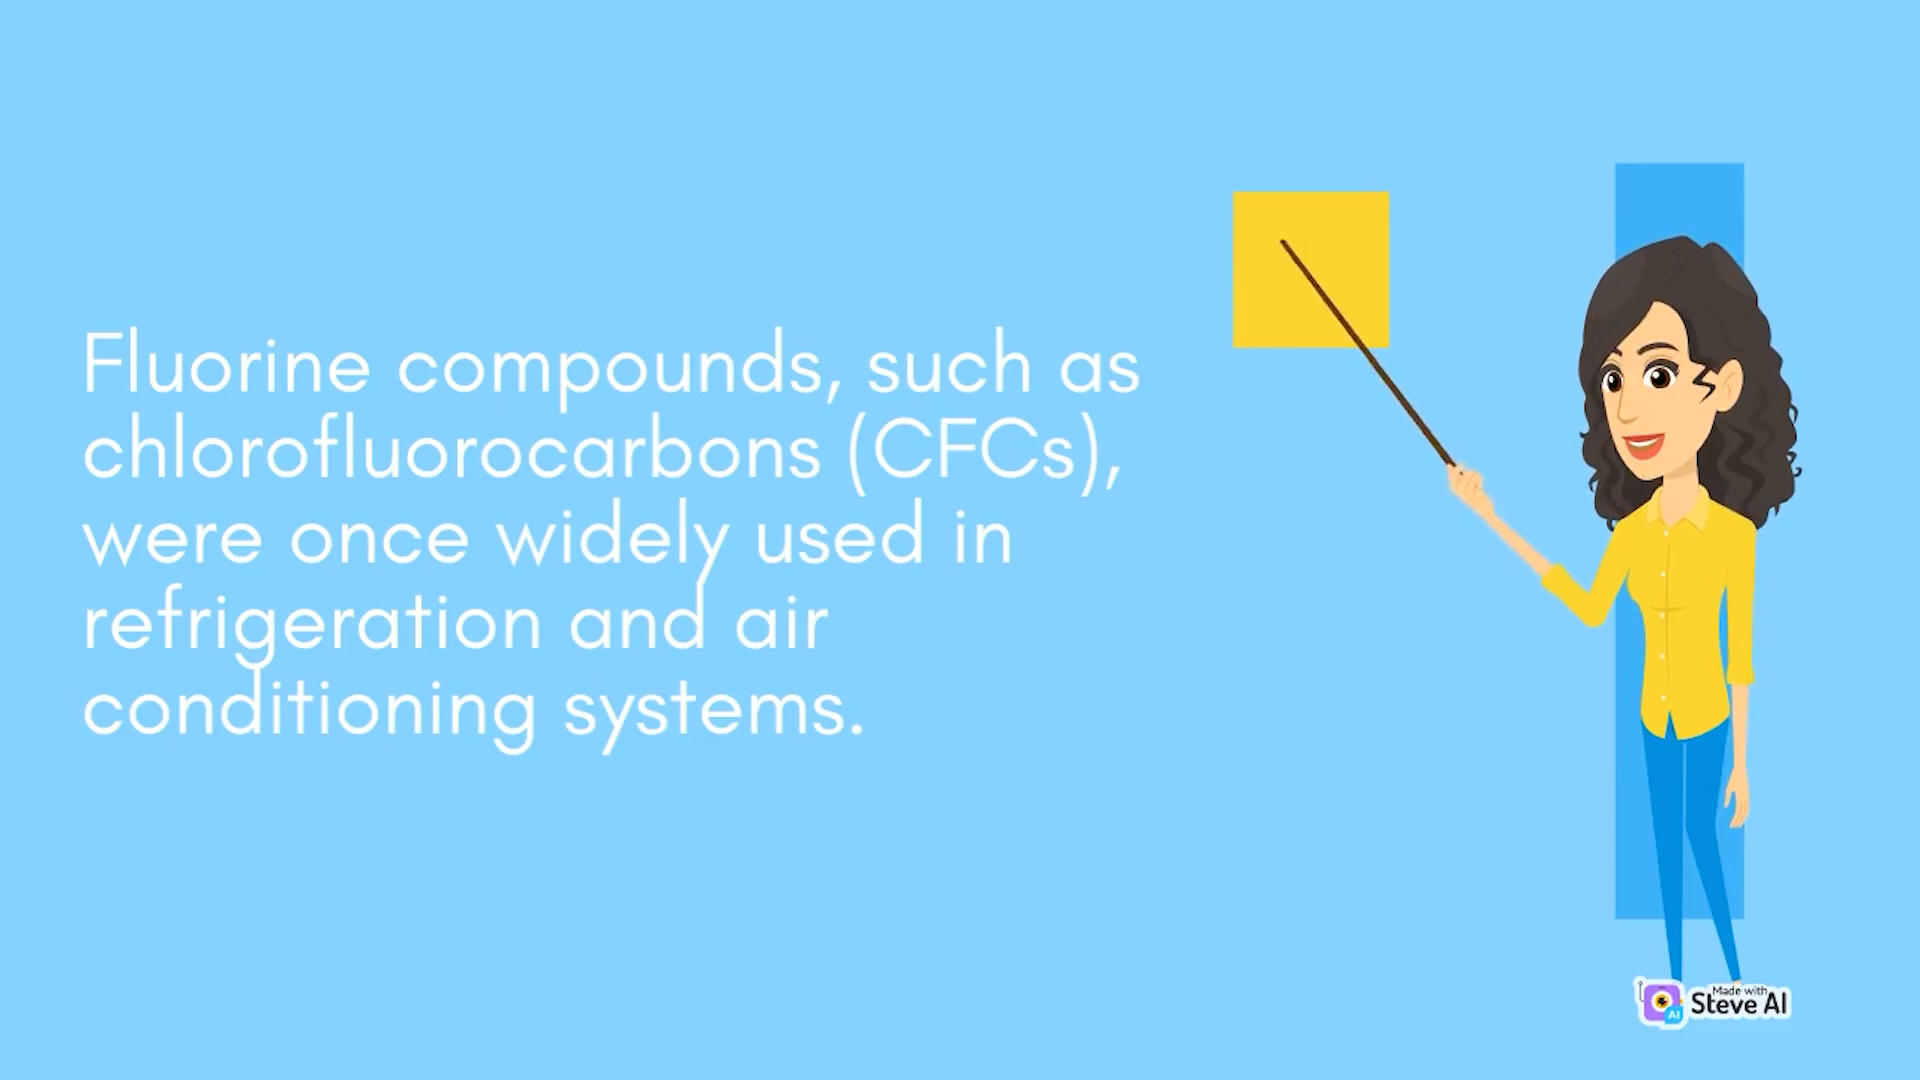 Fluorine compounds, such as
chlorofluorocarbons (CFCs),
were once widely used in
refrigeration and air
conditioning systems.
Made with
Steve AI
AI